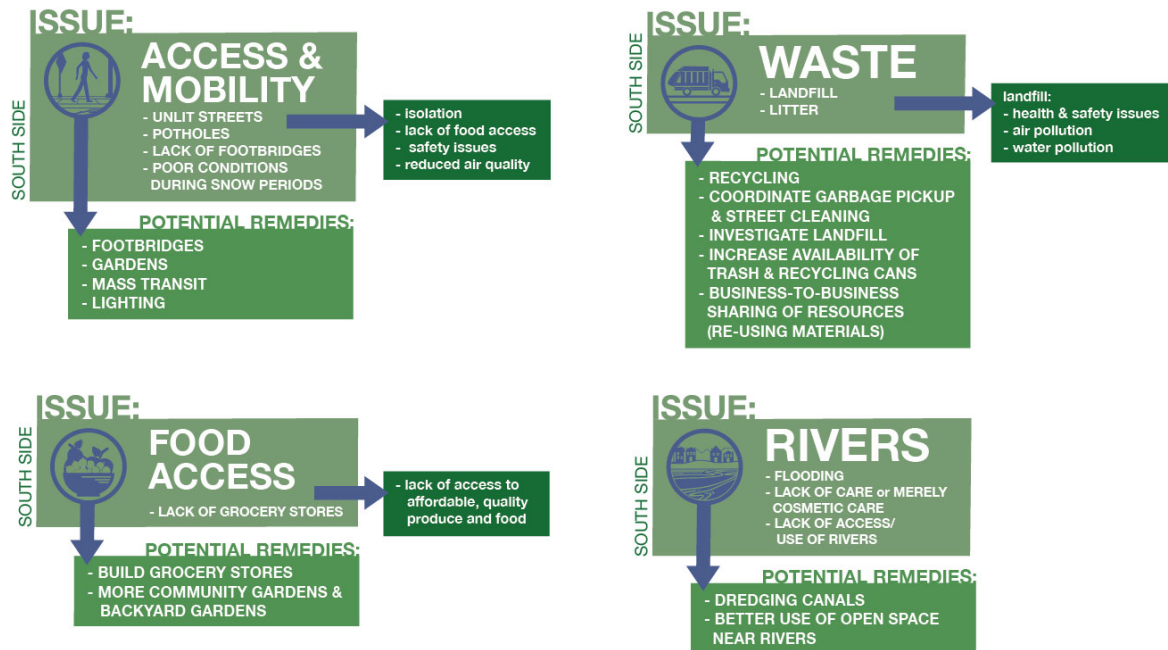 ISSUE:
SOUTH SIDE
ACCESS &
MOBILITY
- UNLIT STREETS
- POTHOLES
- LACK OF FOOTBRIDGES
- POOR CONDITIONS
DURING SNOW PERIODS
- isolation
- lack of food access
safety issues
- reduced air quality
POTENTIAL REMEDIES:
- FOOTBRIDGES
- GARDENS
- MASS TRANSIT
- LIGHTING
ISSUE:
SOUTH SIDE
WASTE
- LANDFILL
- LITTER
landfill:
- health & safety issues
- air pollution
- water pollution
POTENTIAL REMEDIES:
- RECYCLING
- COORDINATE GARBAGE PICKUP
& STREET CLEANING
- INVESTIGATE LANDFILL
- INCREASE AVAILABILITY OF
TRASH & RECYCLING CANS
- BUSINESS-TO-BUSINESS
SHARING OF RESOURCES
(RE-USING MATERIALS)
ISSUE:
SOUTH SIDE
FOOD
ACCESS
- LACK OF GROCERY STORES
- lack of access to
affordable, quality
produce and food
POTENTIAL REMEDIES:
- BUILD GROCERY STORES
- MORE COMMUNITY GARDENS &
BACKYARD GARDENS
ISSUE:
SOUTH SIDE
RIVERS
- FLOODING
- LACK OF CARE or MERELY
COSMETIC CARE
- LACK OF ACCESS/
USE OF RIVERS
POTENTIAL REMEDIES:
- DREDGING CANALS
- BETTER USE OF OPEN SPACE
NEAR RIVERS